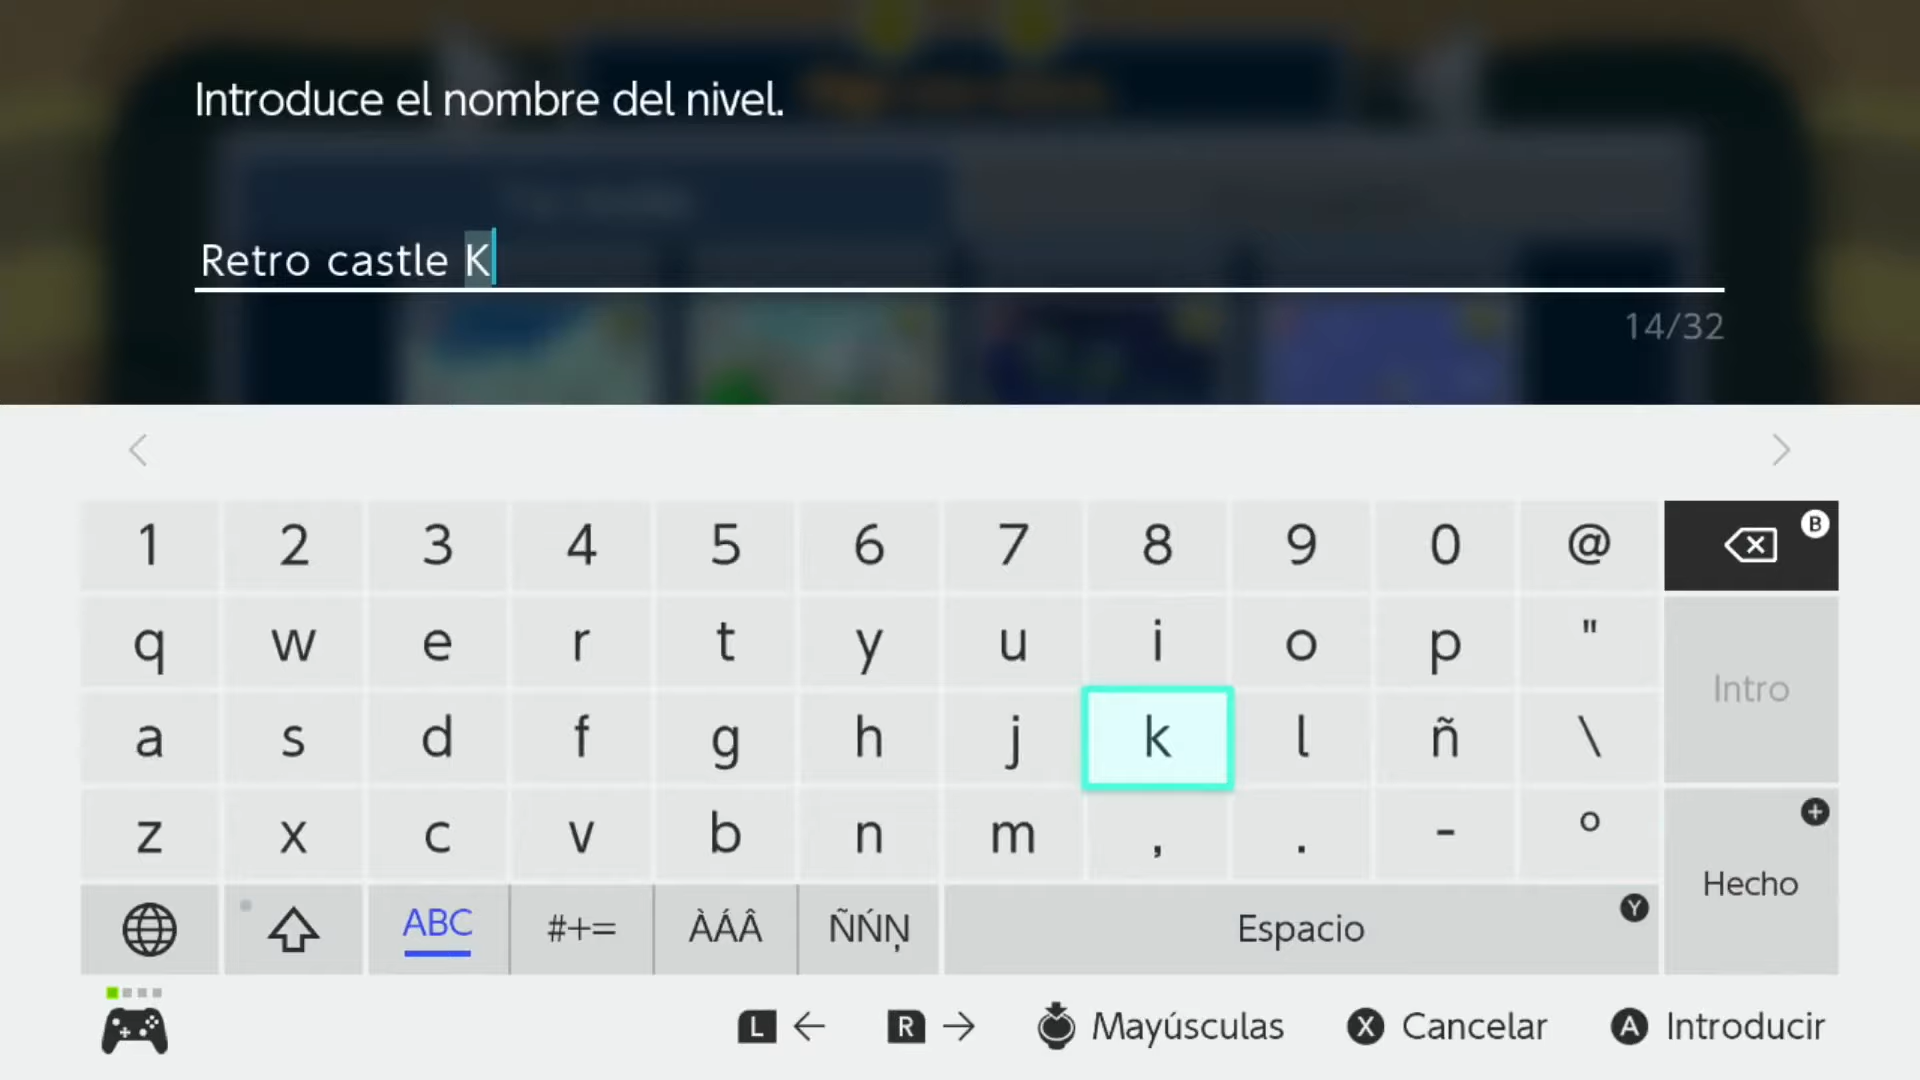 Introduce el nombre del nivel.
Retro castle K
14/32
1 2 3 4 5 6 7 8 9 0 @ B
q w e r t y u i o p " Intro
a s d f g h j k l ñ \
z x c v b n m , . - º + Hecho
ABC #+= ÀÁÂ ÑŃŅ Espacio Y
L ← R → Mayúsculas X Cancelar A Introducir